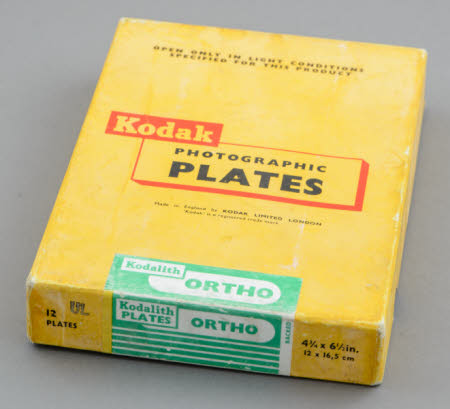 OPEN ONLY IN LIGHT CONDITIONS
SPECIFIED FOR THIS PRODUCT
Kodak
PHOTOGRAPHIC
PLATES
Made in England by KODAK LIMITED LONDON
'Kodak' is a registered trade mark
Kodalith
ORTHO
Kodalith
PLATES
ORTHO
BACKED
12
PLATES
4¾ x 6½in.
12 x 16,5 cm